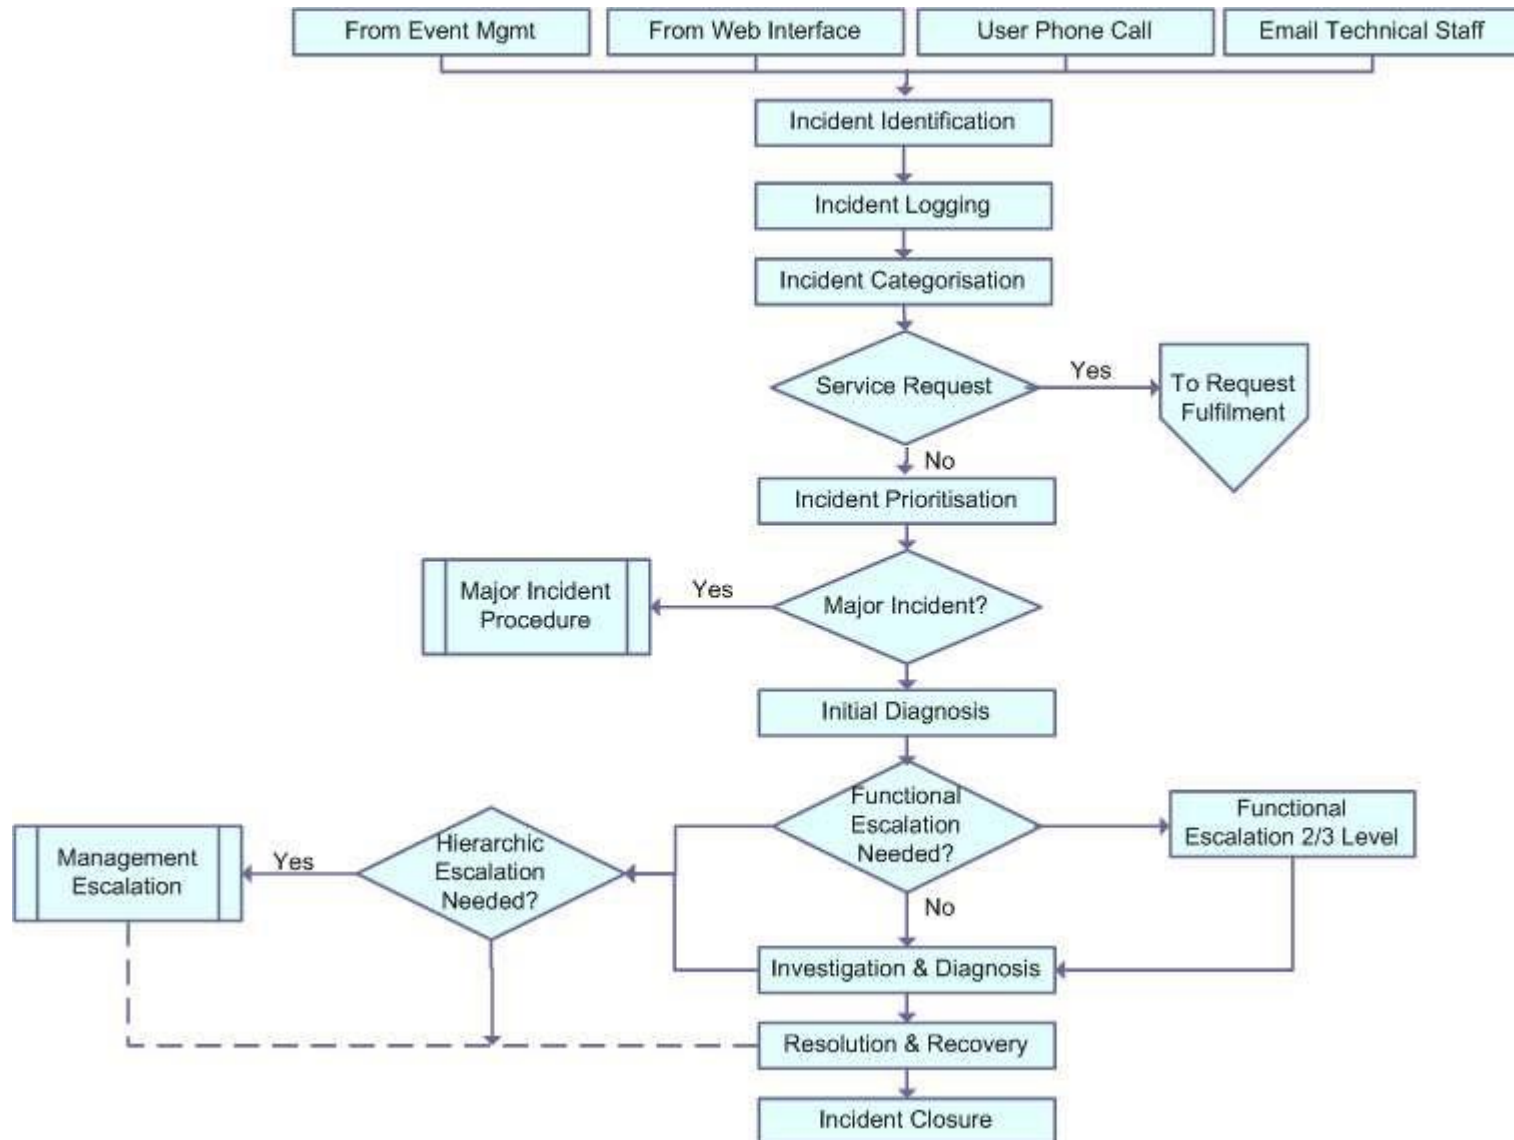 From Event Mgmt
From Web Interface
User Phone Call
Email Technical Staff
Incident Identification
Incident Logging
Incident Categorisation
Service Request
Yes
To Request
Fulfilment
No
Incident Prioritisation
Major Incident
Procedure
Yes
Major Incident?
Initial Diagnosis
Functional
Escalation
Needed?
Functional
Escalation 2/3 Level
Management
Escalation
Yes
Hierarchic
Escalation
Needed?
No
Investigation & Diagnosis
Resolution & Recovery
Incident Closure